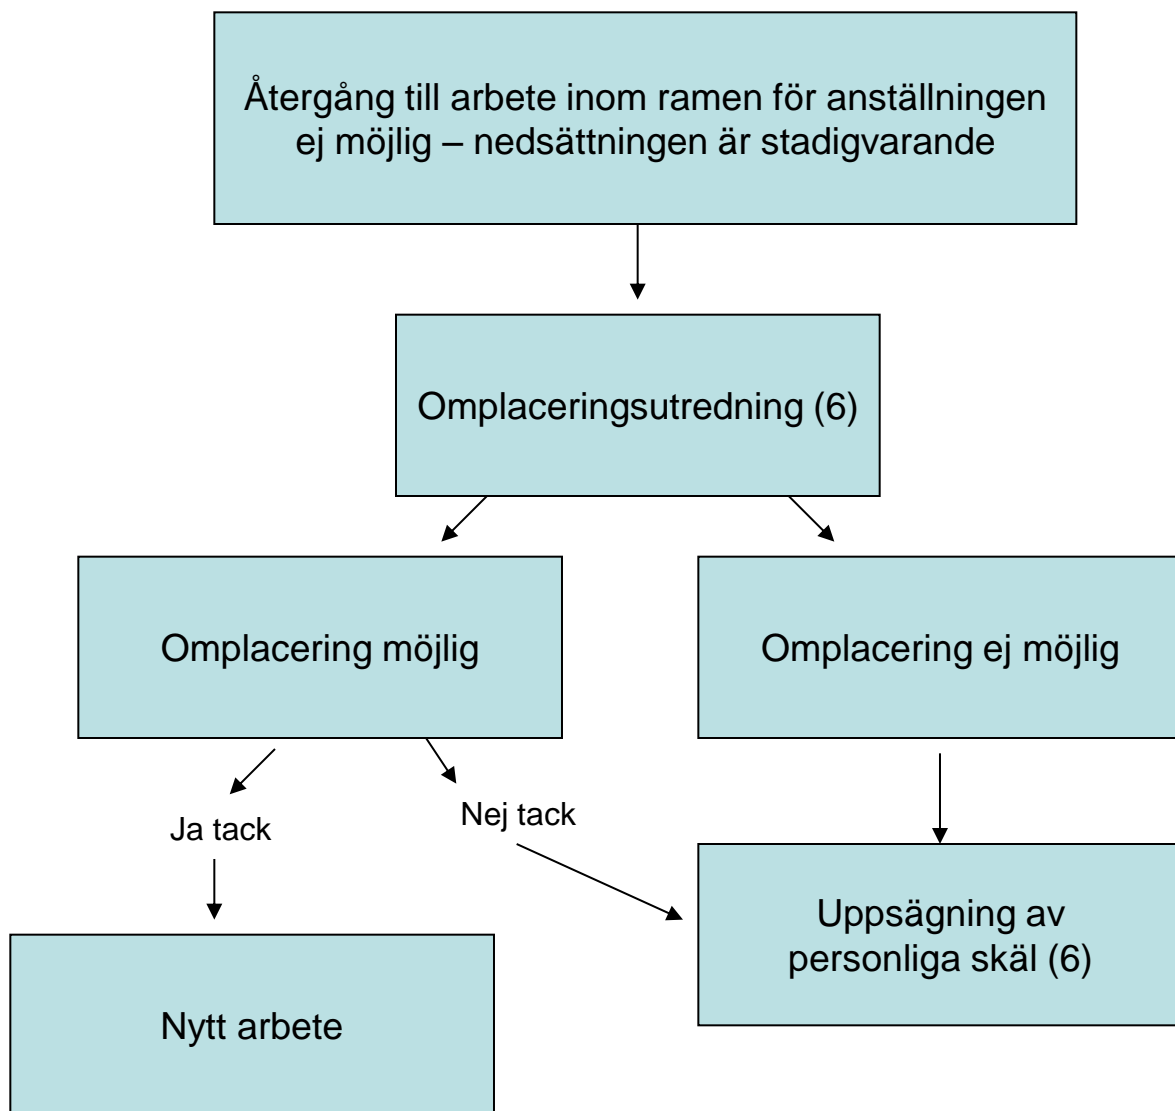 Återgång till arbete inom ramen för anställningen
ej möjlig – nedsättningen är stadigvarande
Omplaceringsutredning (6)
Omplacering möjlig
Omplacering ej möjlig
Ja tack
Nej tack
Uppsägning av
personliga skäl (6)
Nytt arbete